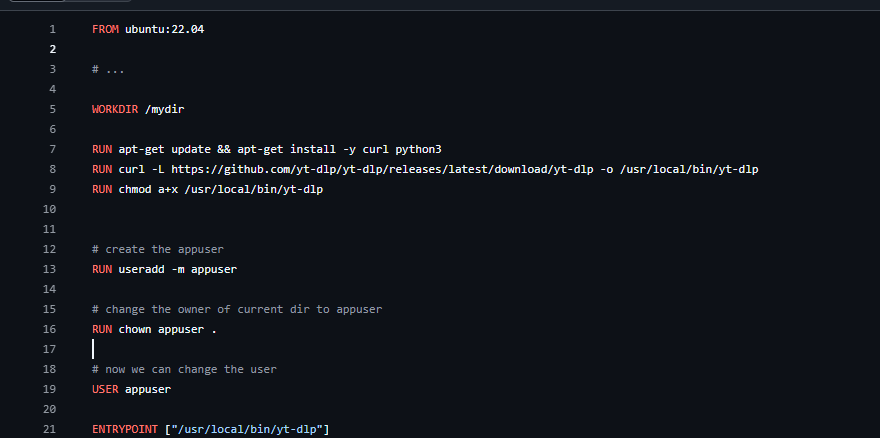 1 FROM ubuntu:22.04
2
3 # ...
4
5 WORKDIR /mydir
6
7 RUN apt-get update && apt-get install -y curl python3
8 RUN curl -L https://github.com/yt-dlp/yt-dlp/releases/latest/download/yt-dlp -o /usr/local/bin/yt-dlp
9 RUN chmod a+x /usr/local/bin/yt-dlp
10
11
12 # create the appuser
13 RUN useradd -m appuser
14
15 # change the owner of current dir to appuser
16 RUN chown appuser .
17
18 # now we can change the user
19 USER appuser
20
21 ENTRYPOINT ["/usr/local/bin/yt-dlp"]